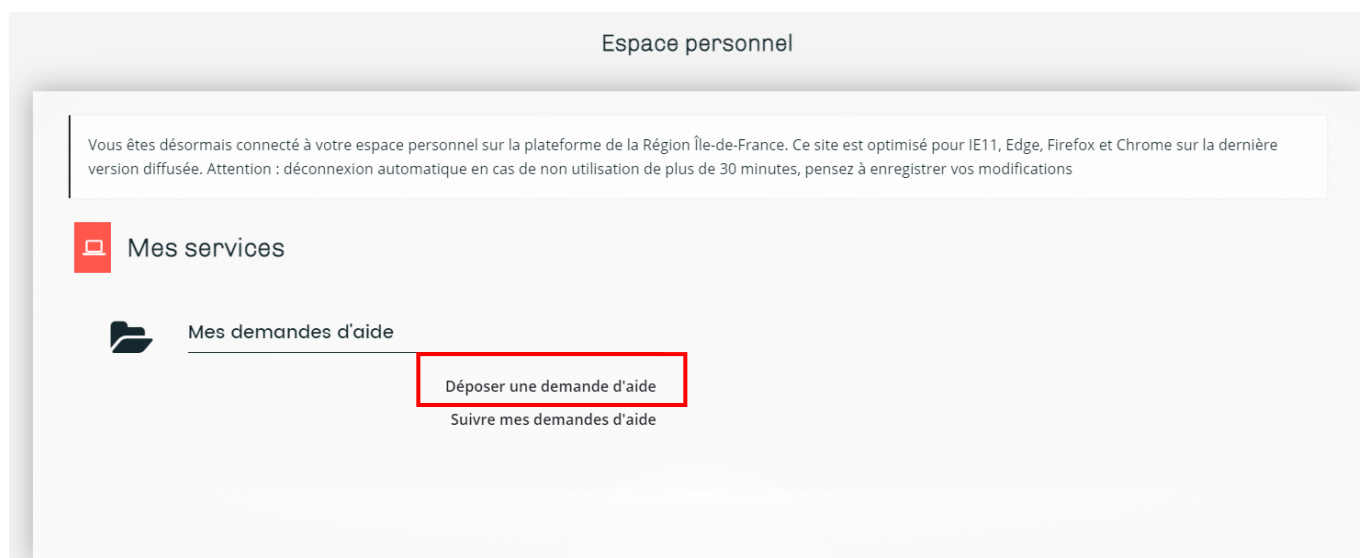 Espace personnel
Vous êtes désormais connecté à votre espace personnel sur la plateforme de la Région Île-de-France. Ce site est optimisé pour IE11, Edge, Firefox et Chrome sur la dernière
version diffusée. Attention : déconnexion automatique en cas de non utilisation de plus de 30 minutes, pensez à enregistrer vos modifications
Mes services
Mes demandes d'aide
Déposer une demande d'aide
Suivre mes demandes d'aide